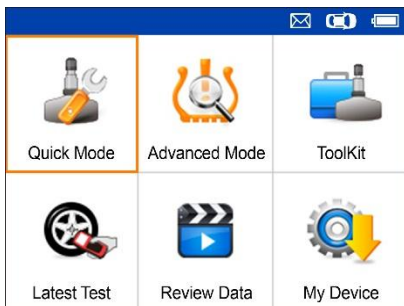 Quick Mode
Advanced Mode
ToolKit
Latest Test
Review Data
My Device